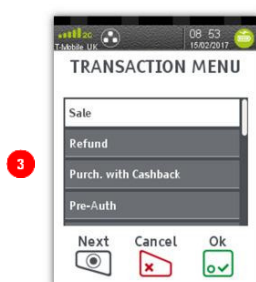 2G 08 53
T-Mobile UK 15/02/2017
TRANSACTION MENU
Sale
3
Refund
Purch. with Cashback
Pre-Auth
Next Cancel Ok